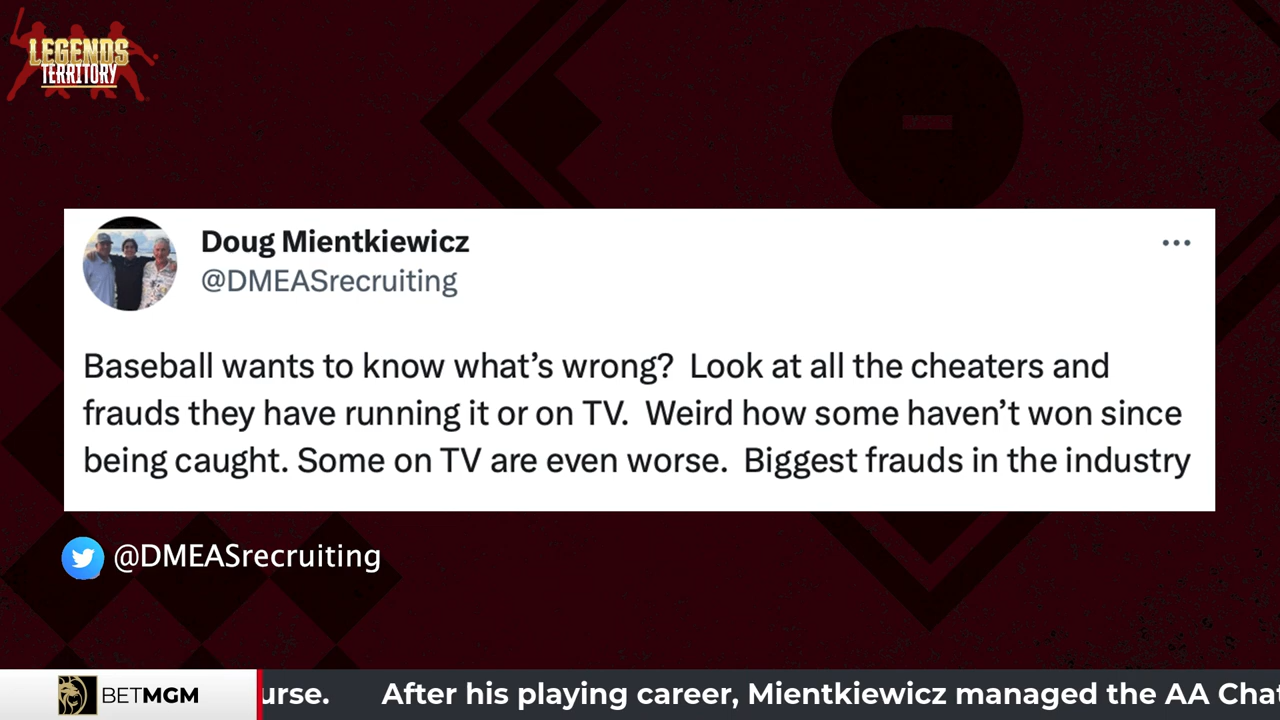 LEGENDS
TERRITORY
Doug Mientkiewicz
@DMEASrecruiting
Baseball wants to know what’s wrong?  Look at all the cheaters and
frauds they have running it or on TV.  Weird how some haven’t won since
being caught. Some on TV are even worse.  Biggest frauds in the industry
@DMEASrecruiting
BETMGM
urse. After his playing career, Mientkiewicz managed the AA Chat